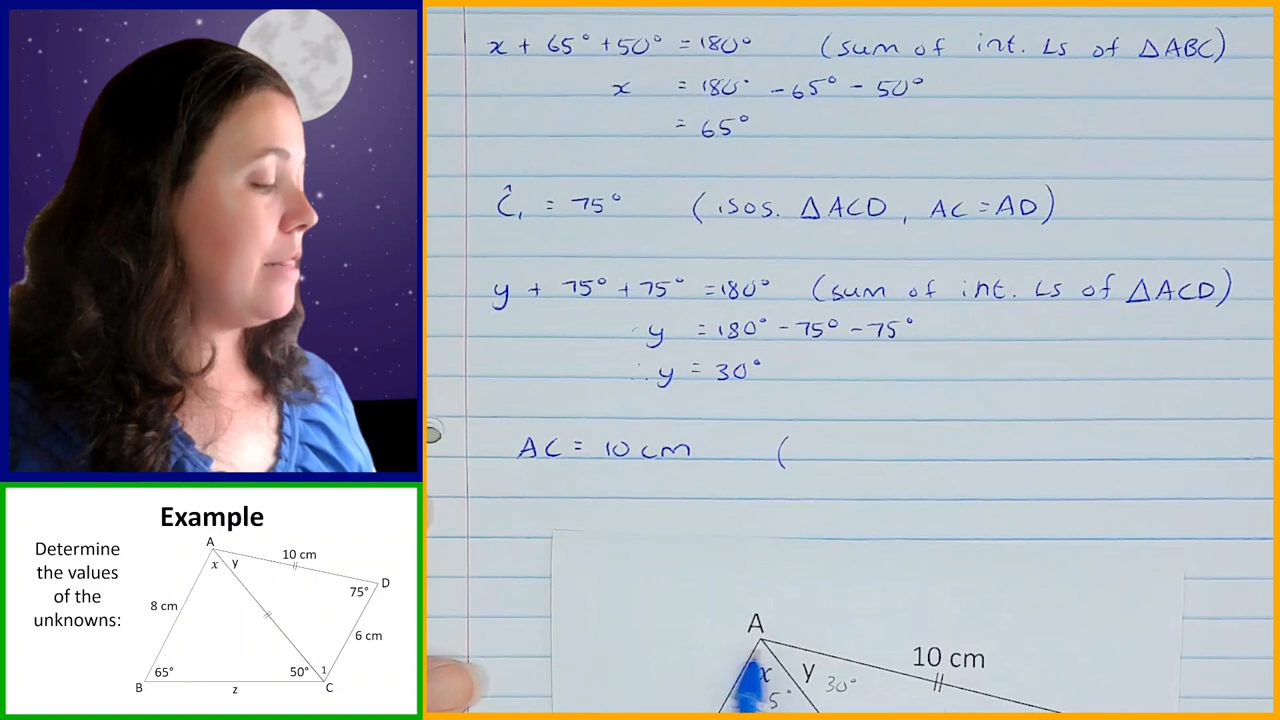 x + 65° + 50° = 180° (sum of int. ∠s of ΔABC)
x = 180° - 65° - 50°
= 65°
Ĉ₁ = 75° (isos. ΔACD, AC = AD)
y + 75° + 75° = 180° (sum of int. ∠s of ΔACD)
y = 180° - 75° - 75°
∴ y = 30°
AC = 10 cm (
A
10 cm
x y 30°
5°
Example
Determine
the values
of the
unknowns:
A
10 cm
x y
D
75°
8 cm
6 cm
65°
50° 1
B
z
C